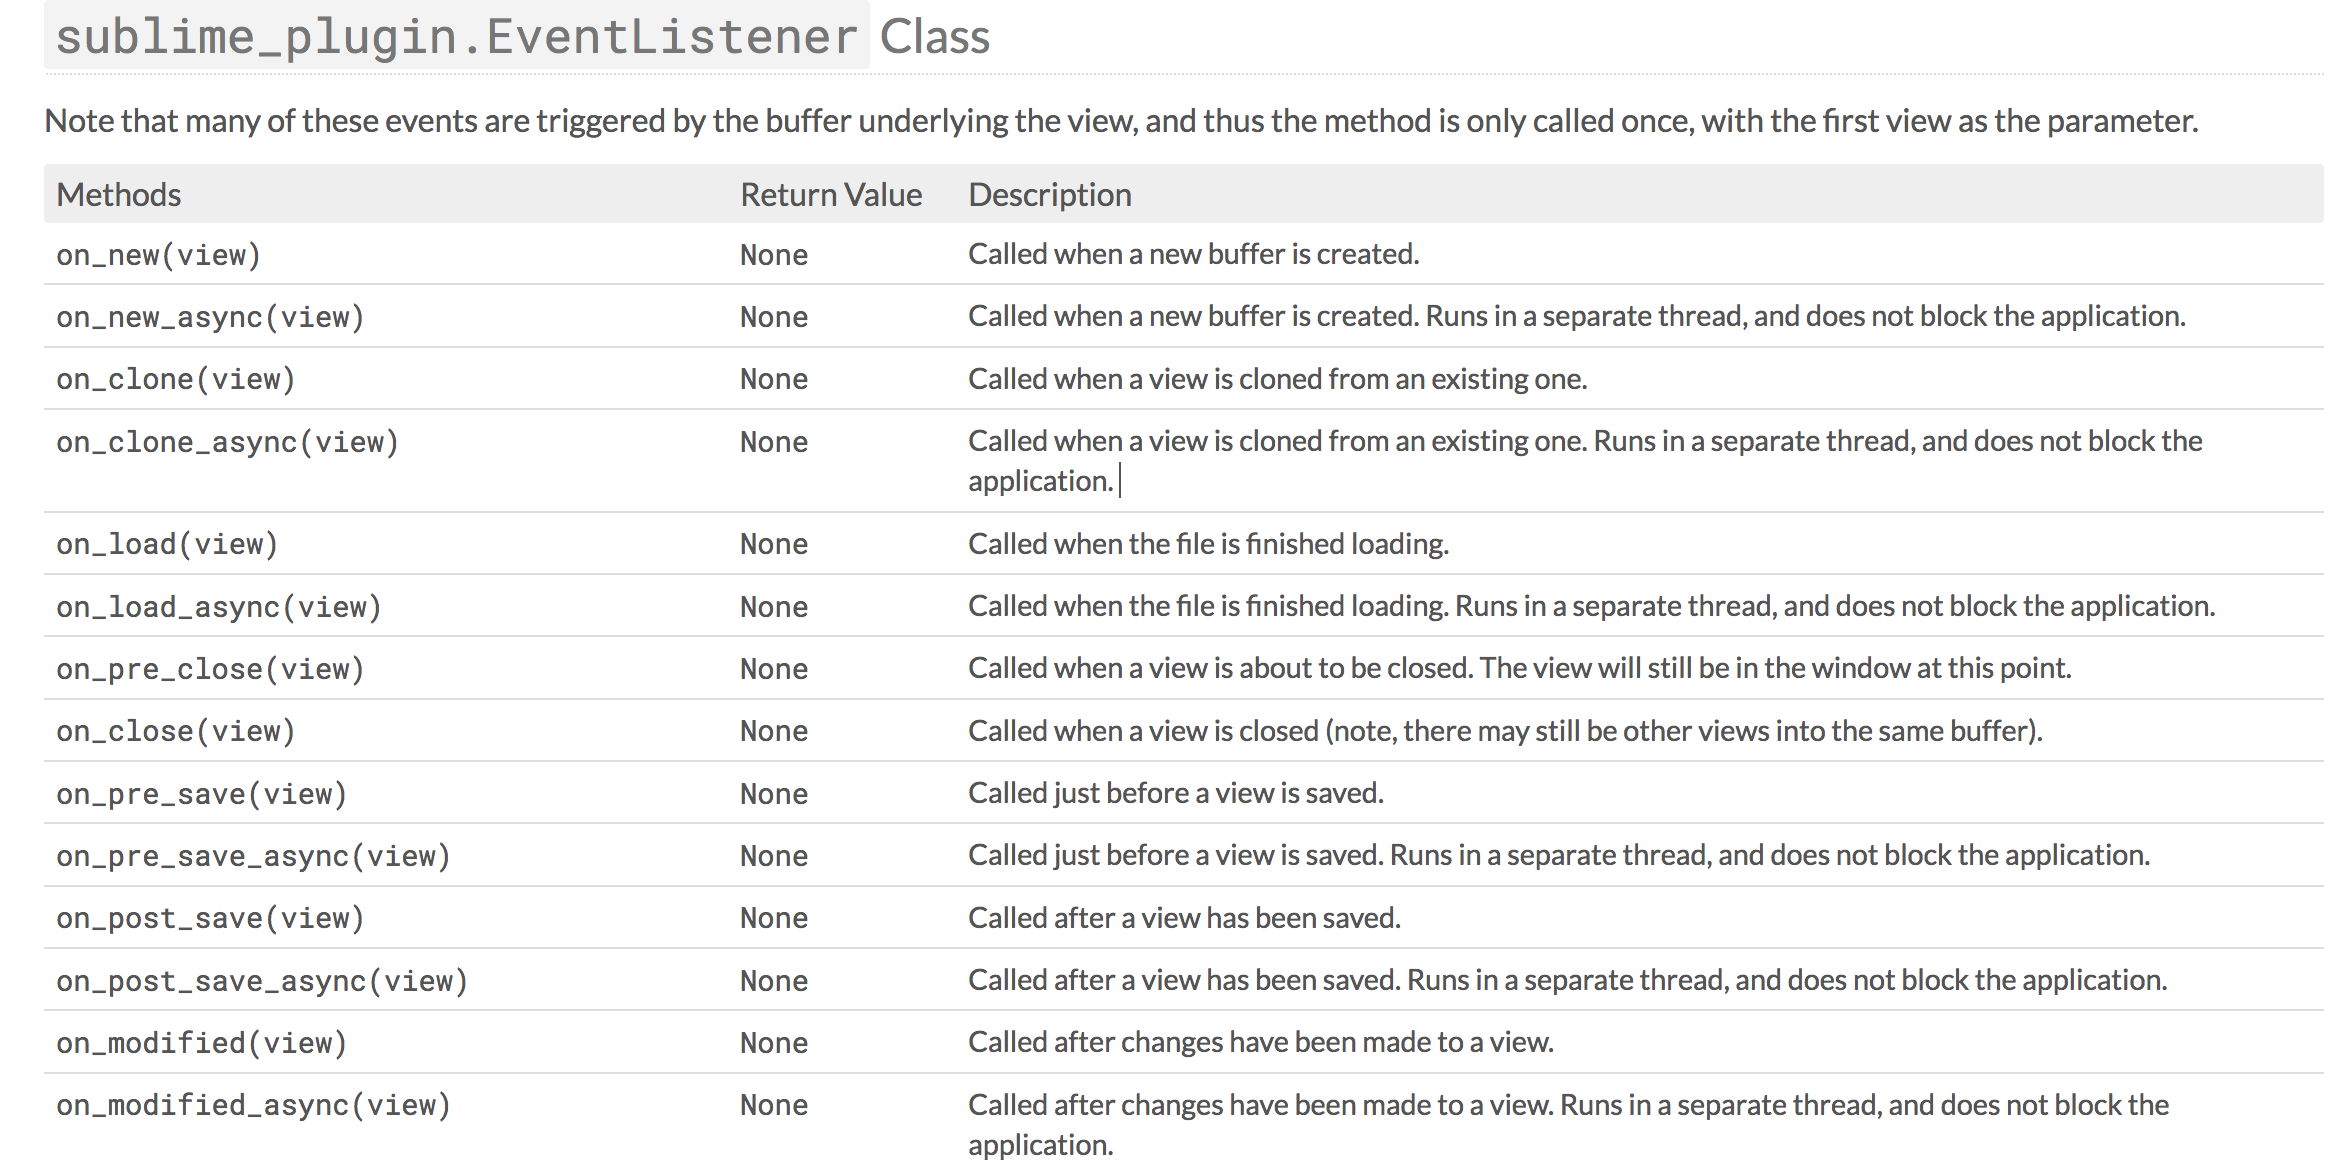 sublime_plugin.EventListener Class
Note that many of these events are triggered by the buffer underlying the view, and thus the method is only called once, with the first view as the parameter.
Methods Return Value Description
on_new(view) None Called when a new buffer is created.
on_new_async(view) None Called when a new buffer is created. Runs in a separate thread, and does not block the application.
on_clone(view) None Called when a view is cloned from an existing one.
on_clone_async(view) None Called when a view is cloned from an existing one. Runs in a separate thread, and does not block the
application.
on_load(view) None Called when the file is finished loading.
on_load_async(view) None Called when the file is finished loading. Runs in a separate thread, and does not block the application.
on_pre_close(view) None Called when a view is about to be closed. The view will still be in the window at this point.
on_close(view) None Called when a view is closed (note, there may still be other views into the same buffer).
on_pre_save(view) None Called just before a view is saved.
on_pre_save_async(view) None Called just before a view is saved. Runs in a separate thread, and does not block the application.
on_post_save(view) None Called after a view has been saved.
on_post_save_async(view) None Called after a view has been saved. Runs in a separate thread, and does not block the application.
on_modified(view) None Called after changes have been made to a view.
on_modified_async(view) None Called after changes have been made to a view. Runs in a separate thread, and does not block the
application.